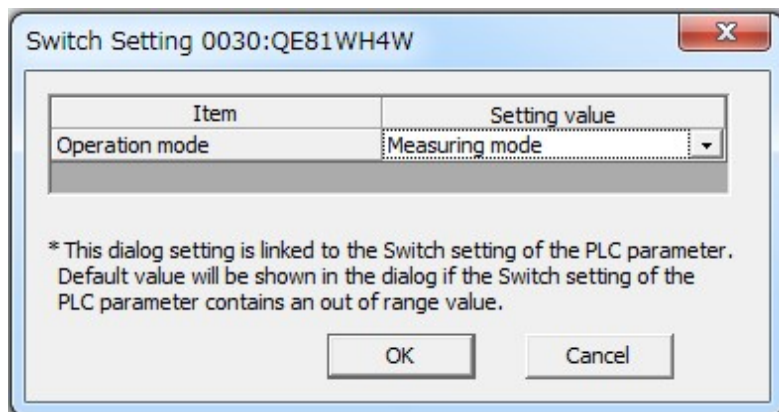 Switch Setting 0030:QE81WH4W
Item Setting value
Operation mode Measuring mode
* This dialog setting is linked to the Switch setting of the PLC parameter.
Default value will be shown in the dialog if the Switch setting of the
PLC parameter contains an out of range value.
OK Cancel